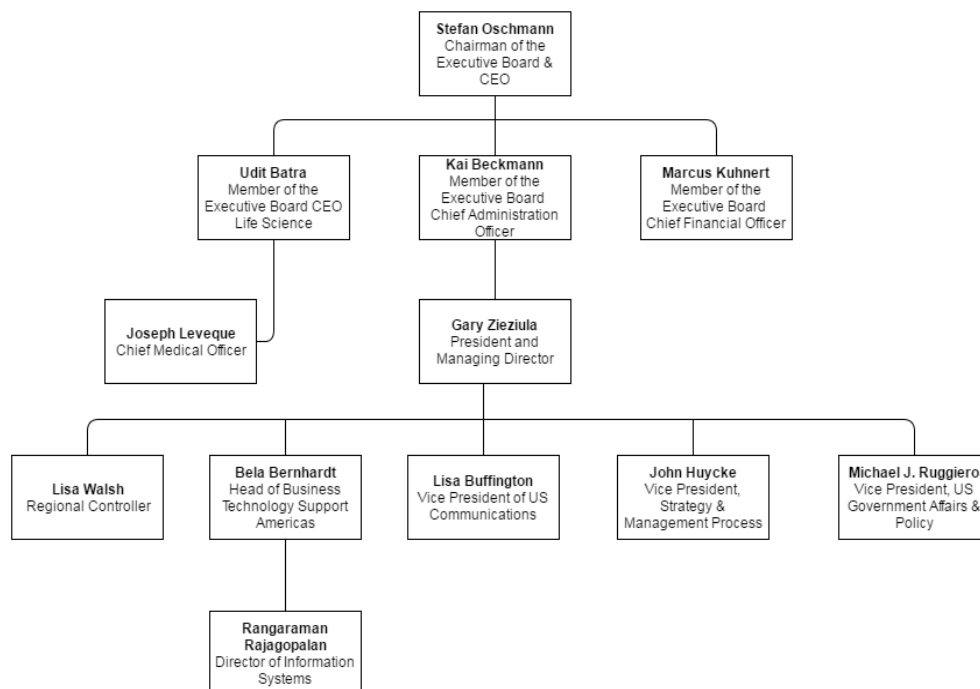 Stefan Oschmann
Chairman of the
Executive Board &
CEO
Udit Batra
Member of the
Executive Board CEO
Life Science
Kai Beckmann
Member of the
Executive Board
Chief Administration
Officer
Marcus Kuhnert
Member of the
Executive Board
Chief Financial Officer
Joseph Leveque
Chief Medical Officer
Gary Zieziula
President and
Managing Director
Lisa Walsh
Regional Controller
Bela Bernhardt
Head of Business
Technology Support
Americas
Lisa Buffington
Vice President of US
Communications
John Huycke
Vice President,
Strategy &
Management Process
Michael J. Ruggiero
Vice President, US
Government Affairs &
Policy
Rangaraman
Rajagopalan
Director of Information
Systems